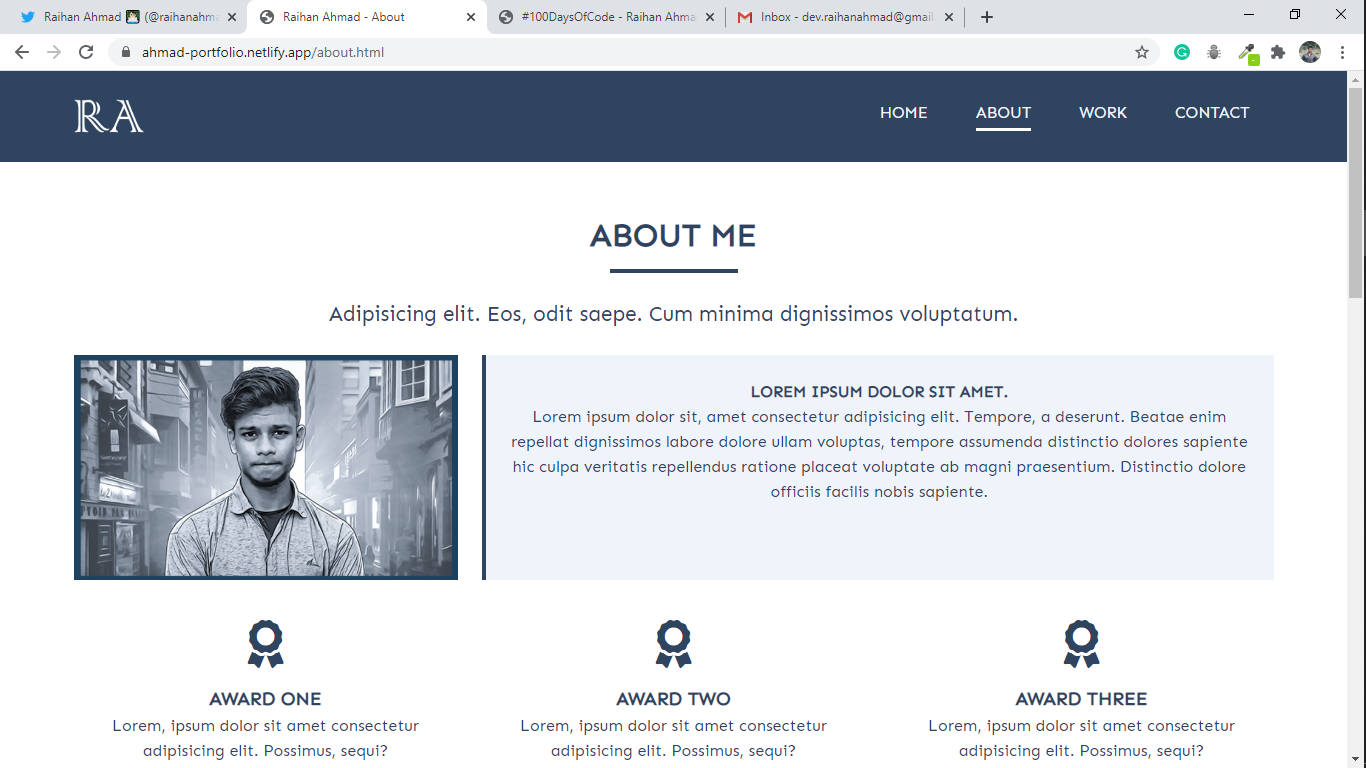 Raihan Ahmad (@raihanahma
Raihan Ahmad - About
#100DaysOfCode - Raihan Ahma
Inbox - dev.raihanahmad@gmail.
ahmad-portfolio.netlify.app/about.html
RA
HOME ABOUT WORK CONTACT
ABOUT ME
Adipisicing elit. Eos, odit saepe. Cum minima dignissimos voluptatum.
LOREM IPSUM DOLOR SIT AMET.
Lorem ipsum dolor sit, amet consectetur adipisicing elit. Tempore, a deserunt. Beatae enim
repellat dignissimos labore dolore ullam voluptas, tempore assumenda distinctio dolores sapiente
hic culpa veritatis repellendus ratione placeat voluptate ab magni praesentium. Distinctio dolore
officiis facilis nobis sapiente.
AWARD ONE
Lorem, ipsum dolor sit amet consectetur
adipisicing elit. Possimus, sequi?
AWARD TWO
Lorem, ipsum dolor sit amet consectetur
adipisicing elit. Possimus, sequi?
AWARD THREE
Lorem, ipsum dolor sit amet consectetur
adipisicing elit. Possimus, sequi?